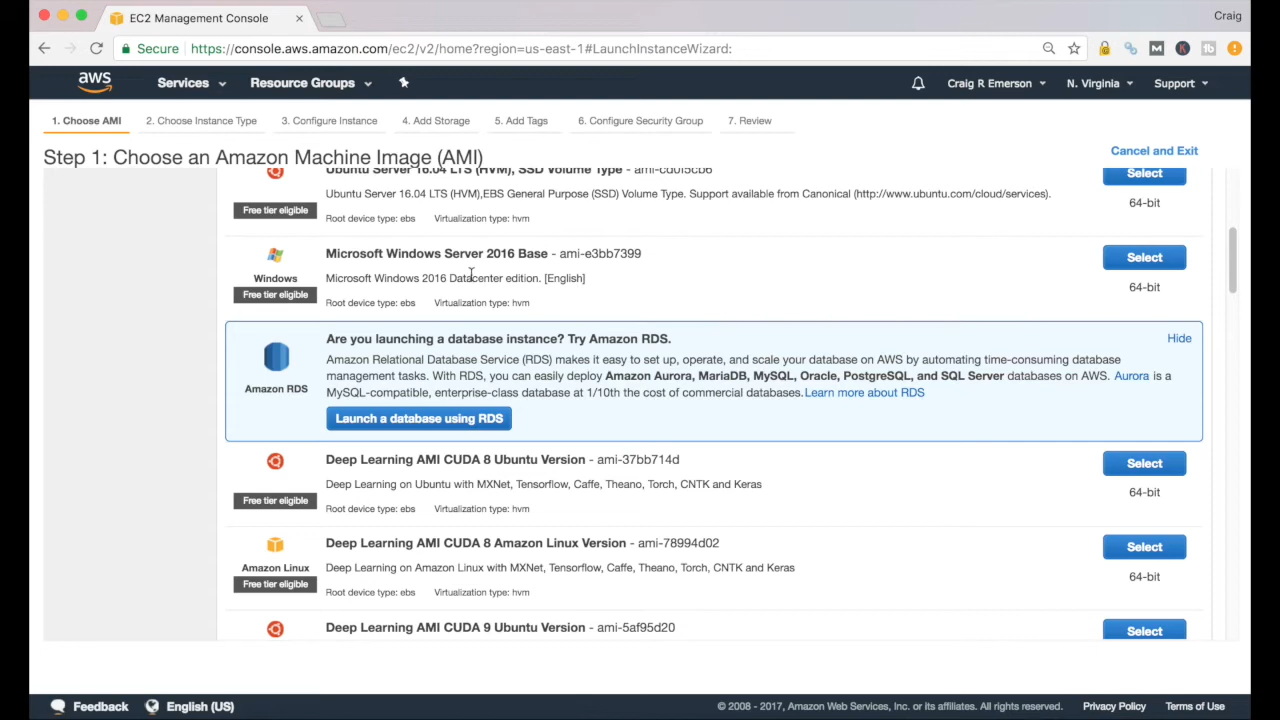 EC2 Management Console
Craig
Secure https://console.aws.amazon.com/ec2/v2/home?region=us-east-1#LaunchInstanceWizard:
aws Services Resource Groups Craig R Emerson N. Virginia Support
1. Choose AMI 2. Choose Instance Type 3. Configure Instance 4. Add Storage 5. Add Tags 6. Configure Security Group 7. Review
Step 1: Choose an Amazon Machine Image (AMI)
Cancel and Exit
Ubuntu Server 16.04 LTS (HVM), SSD Volume Type - ami-cd0f5cb6
Select
Ubuntu Server 16.04 LTS (HVM),EBS General Purpose (SSD) Volume Type. Support available from Canonical (http://www.ubuntu.com/cloud/services).
64-bit
Free tier eligible
Root device type: ebs Virtualization type: hvm
Microsoft Windows Server 2016 Base - ami-e3bb7399
Select
Windows
Microsoft Windows 2016 Datacenter edition. [English]
64-bit
Free tier eligible
Root device type: ebs Virtualization type: hvm
Are you launching a database instance? Try Amazon RDS.
Hide
Amazon RDS
Amazon Relational Database Service (RDS) makes it easy to set up, operate, and scale your database on AWS by automating time-consuming database
management tasks. With RDS, you can easily deploy Amazon Aurora, MariaDB, MySQL, Oracle, PostgreSQL, and SQL Server databases on AWS. Aurora is a
MySQL-compatible, enterprise-class database at 1/10th the cost of commercial databases.Learn more about RDS
Launch a database using RDS
Deep Learning AMI CUDA 8 Ubuntu Version - ami-37bb714d
Select
Deep Learning on Ubuntu with MXNet, Tensorflow, Caffe, Theano, Torch, CNTK and Keras
64-bit
Free tier eligible
Root device type: ebs Virtualization type: hvm
Deep Learning AMI CUDA 8 Amazon Linux Version - ami-78994d02
Select
Amazon Linux
Deep Learning on Amazon Linux with MXNet, Tensorflow, Caffe, Theano, Torch, CNTK and Keras
64-bit
Free tier eligible
Root device type: ebs Virtualization type: hvm
Deep Learning AMI CUDA 9 Ubuntu Version - ami-5af95d20
Select
Feedback English (US)
© 2008 - 2017, Amazon Web Services, Inc. or its affiliates. All rights reserved. Privacy Policy Terms of Use